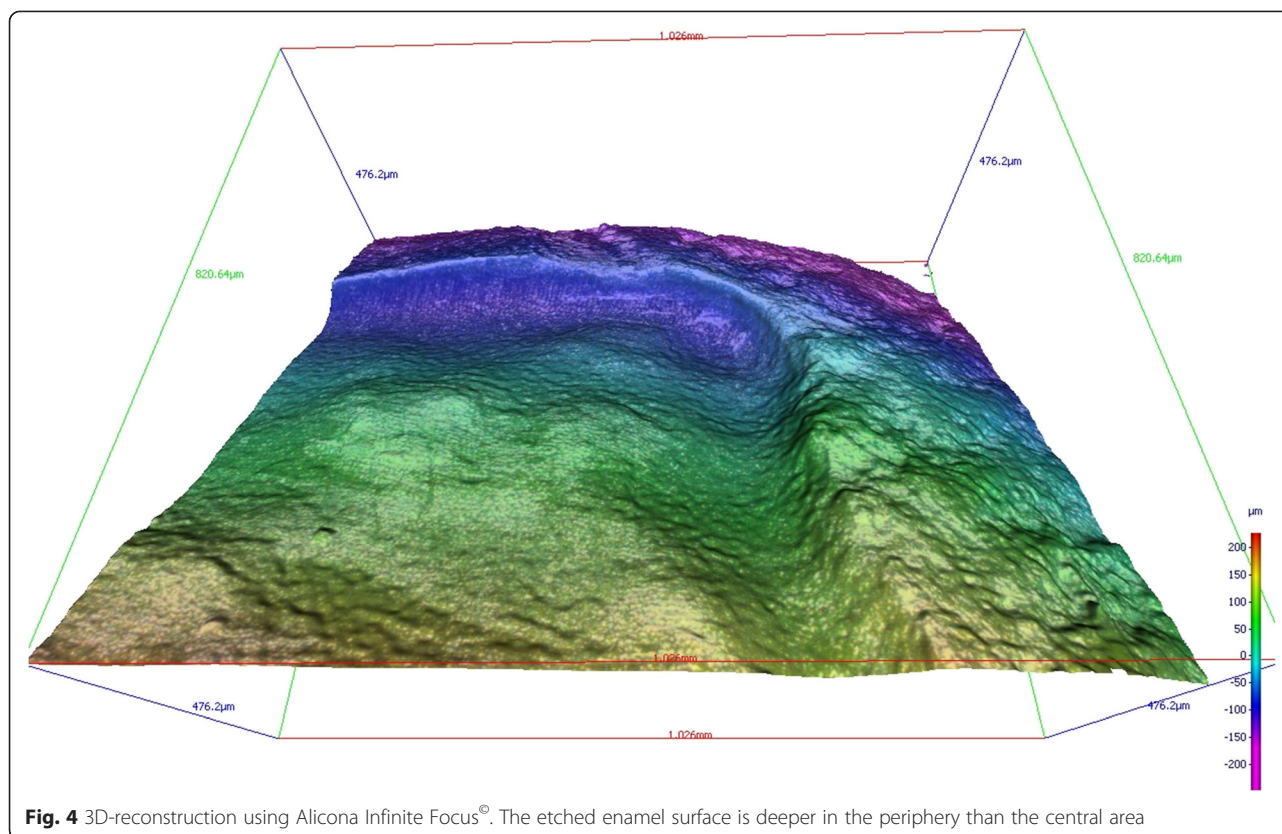 1.026mm
476.2µm
476.2µm
820.64µm
820.64µm
µm
200
150
100
50
0
-50
-100
-150
-200
1.026mm
476.2µm
476.2µm
1.026mm
Fig. 4 3D-reconstruction using Alicona Infinite Focus©. The etched enamel surface is deeper in the periphery than the central area